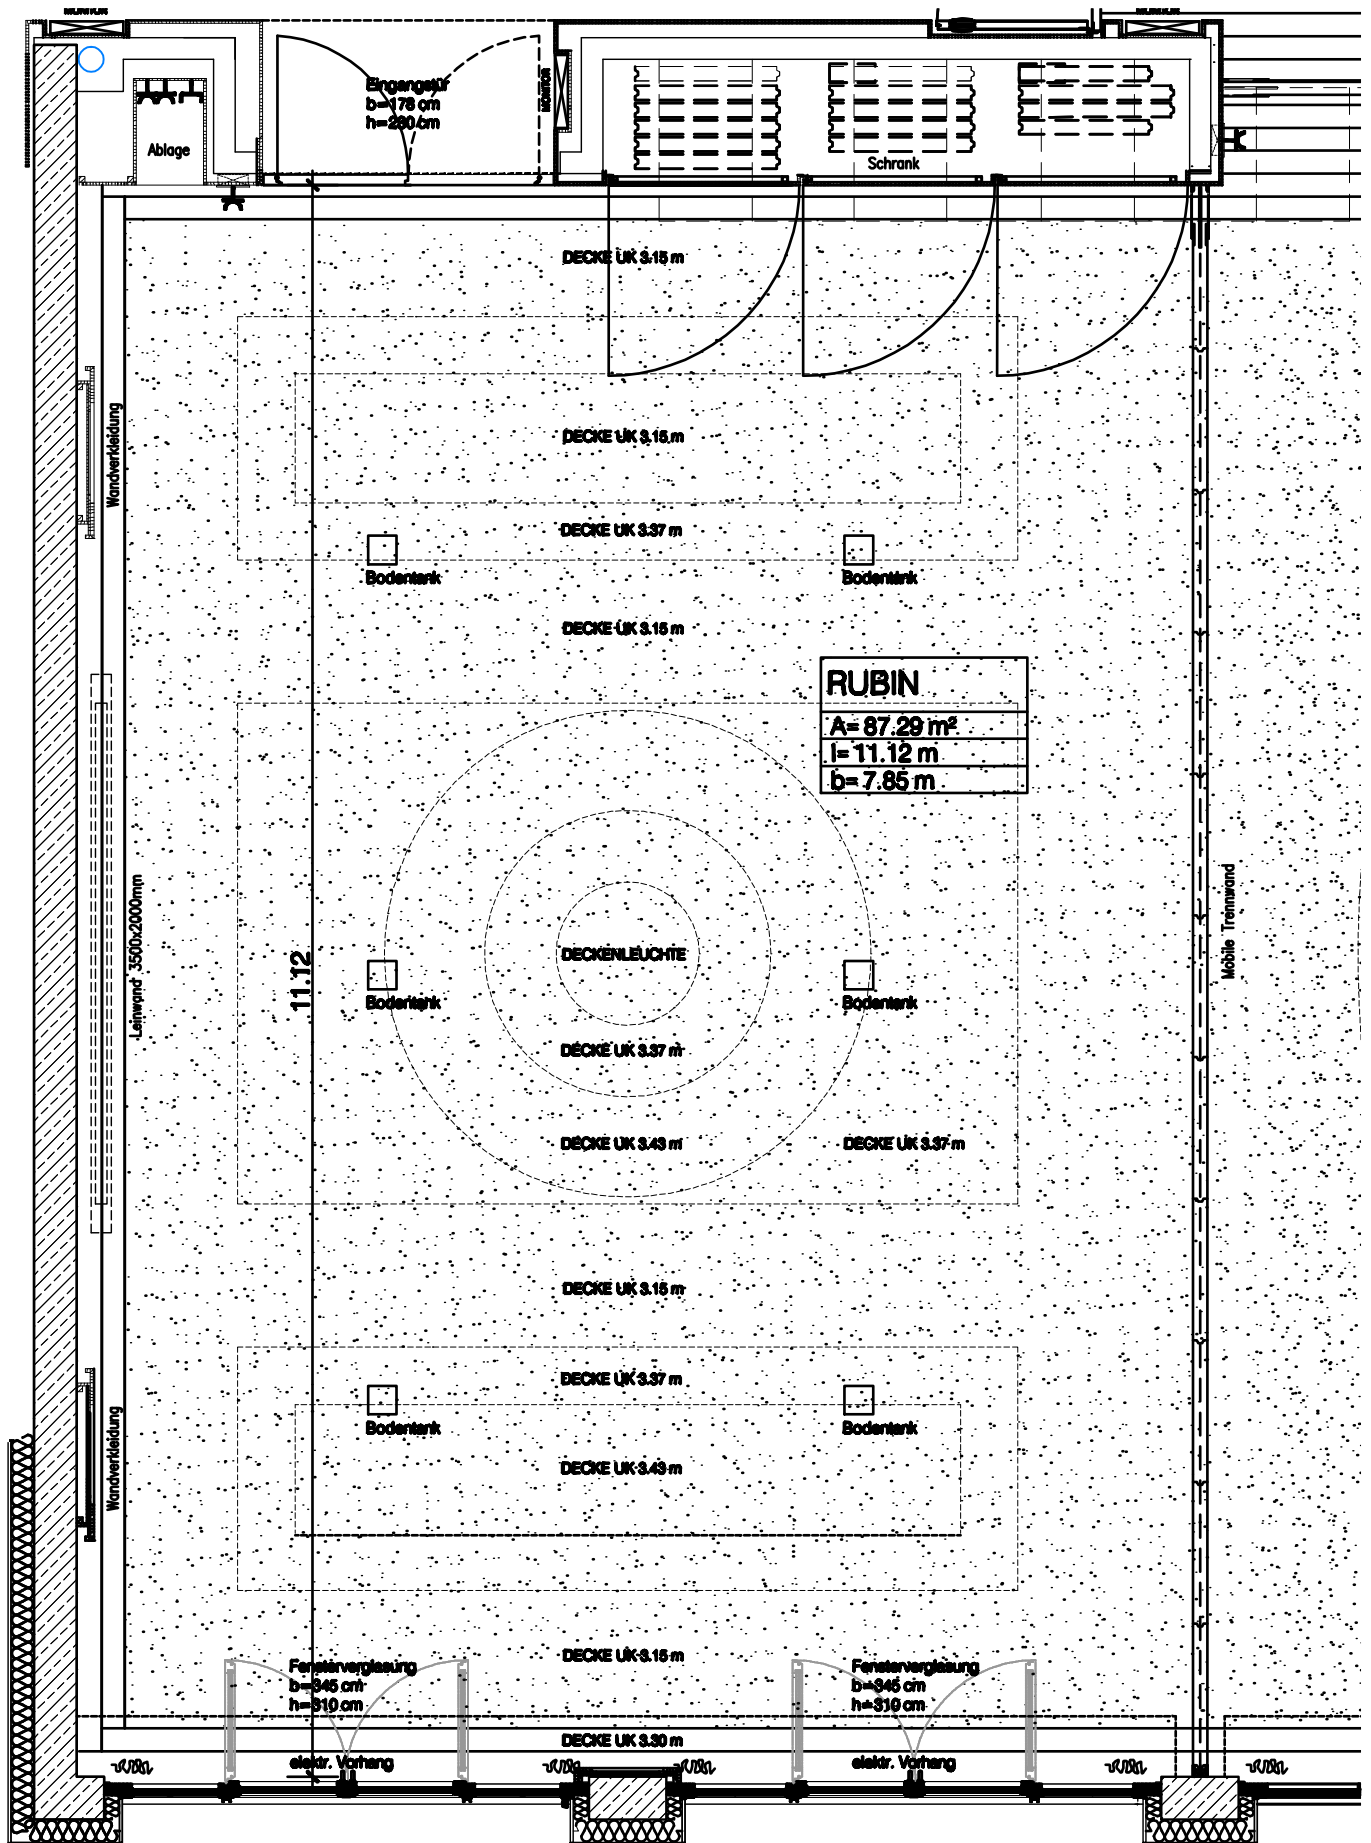 Eingangstür
b=178 cm
h=280 cm
MONITOR
Ablage
Schrank
DECKE UK 3.15 m
Wandverkleidung
DECKE UK 3.15 m
DECKE UK 3.37 m
Bodentank
Bodentank
DECKE UK 3.15 m
RUBIN
A= 87.29 m²
l= 11.12 m
b= 7.85 m
Leinwand 3500x2000mm
11.12
Mobile Trennwand
DECKENLEUCHTE
Bodentank
Bodentank
DECKE UK 3.37 m
DECKE UK 3.43 m
DECKE UK 3.37 m
DECKE UK 3.15 m
DECKE UK 3.37 m
Bodentank
Bodentank
Wandverkleidung
DECKE UK 3.43 m
DECKE UK 3.15 m
Fensterverglasung
b=345 cm
h=310 cm
Fensterverglasung
b=345 cm
h=310 cm
DECKE UK 3.30 m
elektr. Vorhang
elektr. Vorhang